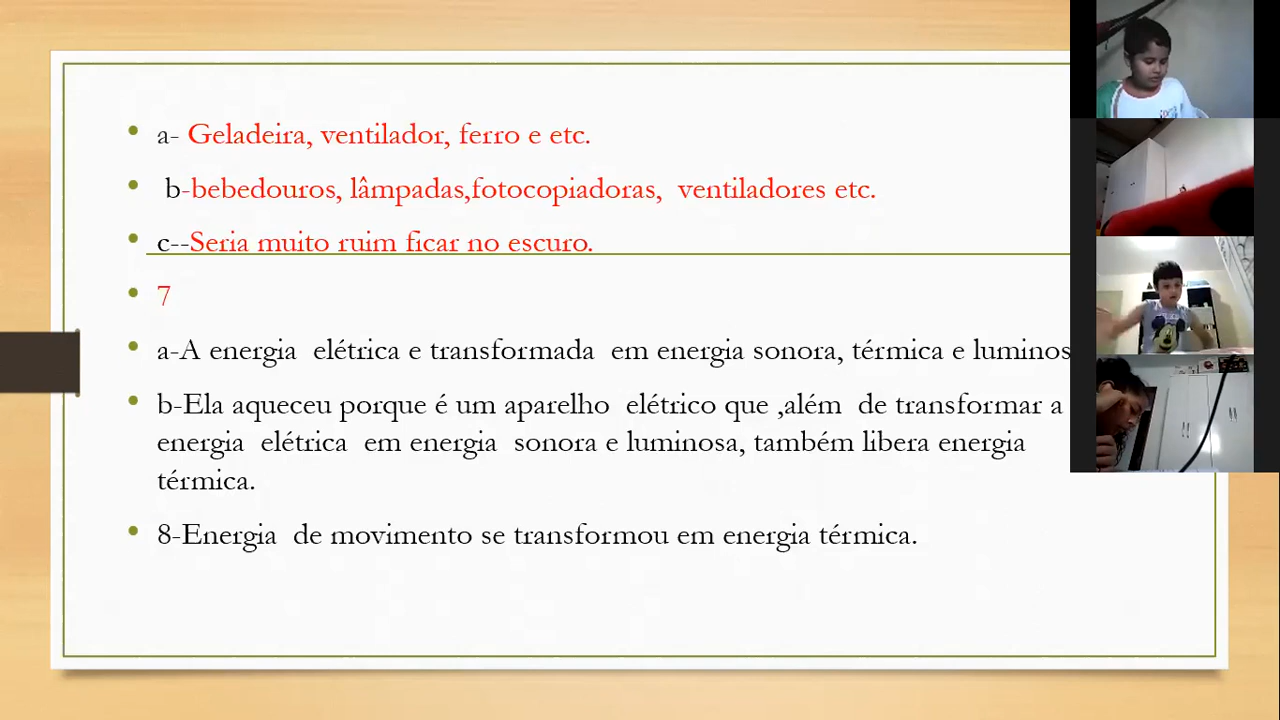 a- Geladeira, ventilador, ferro e etc.
b-bebedouros, lâmpadas,fotocopiadoras, ventiladores etc.
c--Seria muito ruim ficar no escuro.
7
a-A energia elétrica e transformada em energia sonora, térmica e luminos
b-Ela aqueceu porque é um aparelho elétrico que ,além de transformar a
energia elétrica em energia sonora e luminosa, também libera energia
térmica.
8-Energia de movimento se transformou em energia térmica.